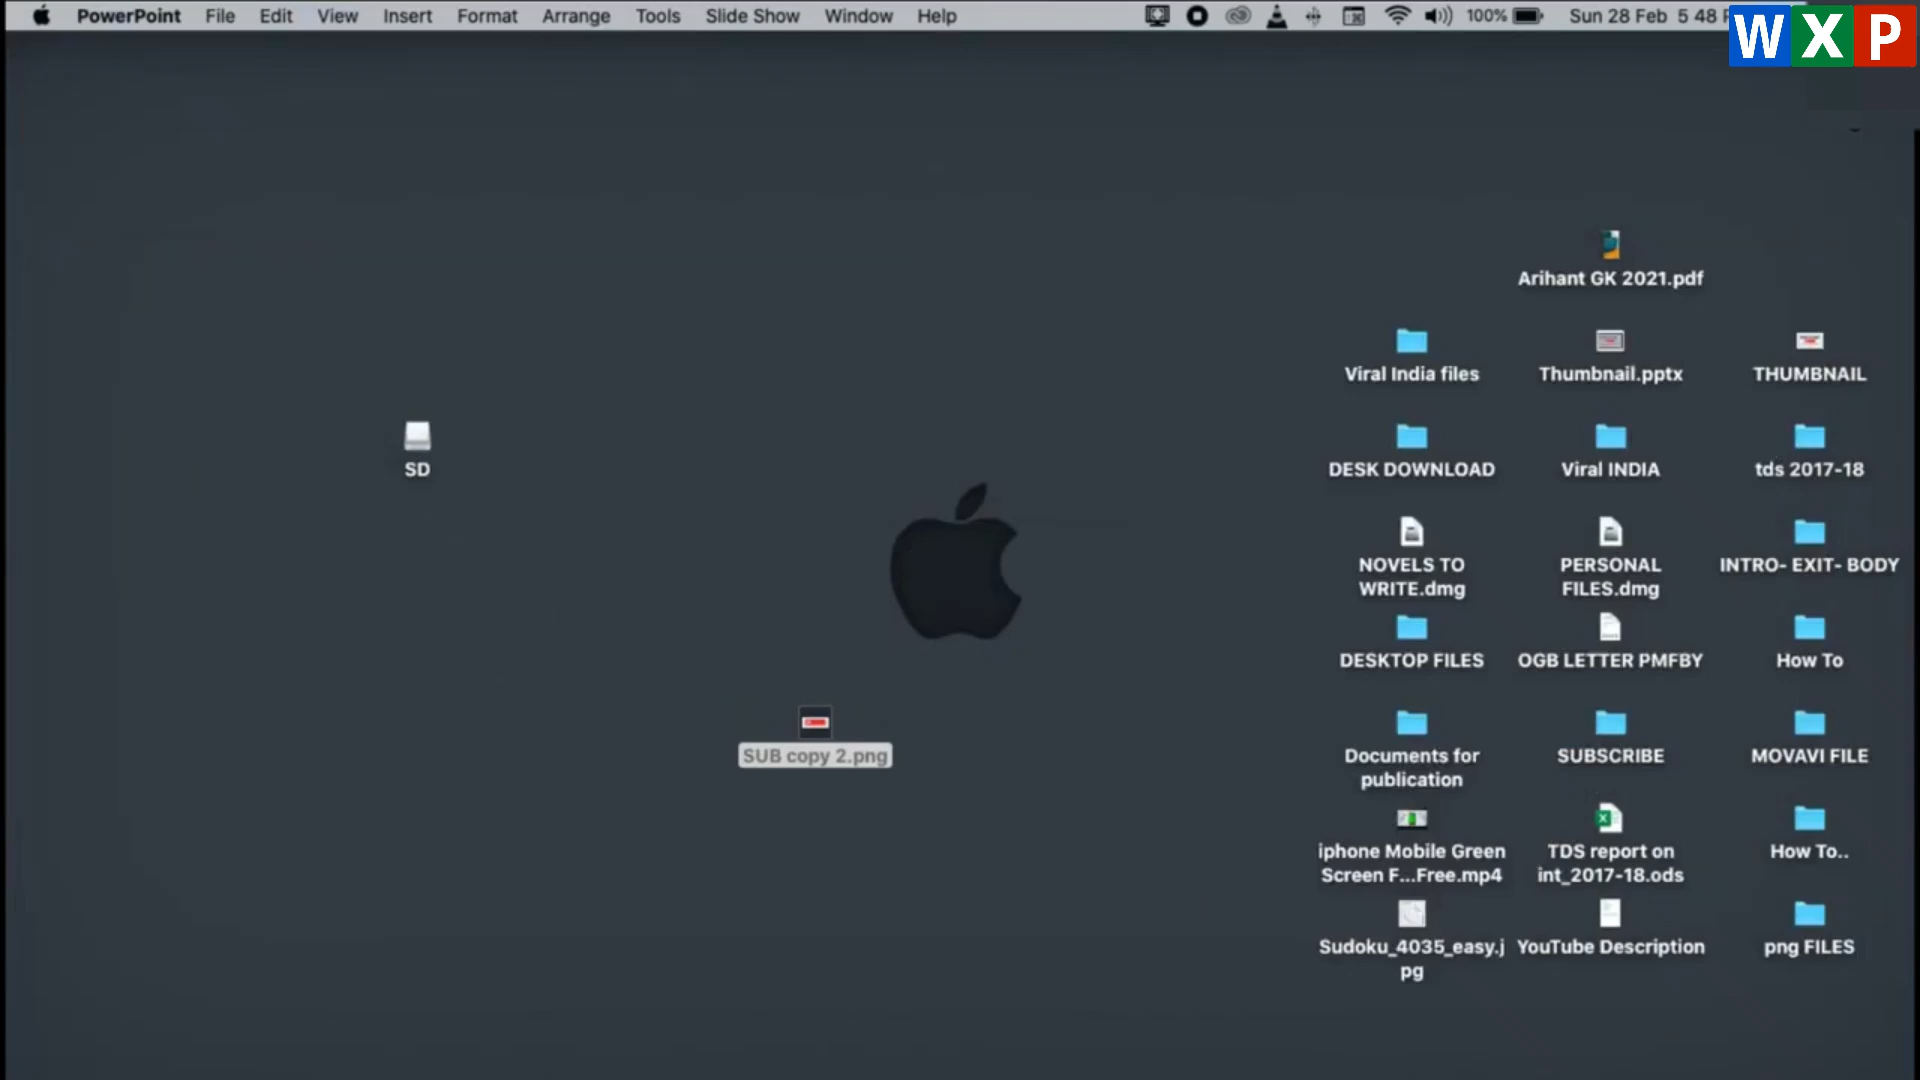 PowerPoint File Edit View Insert Format Arrange Tools Slide Show Window Help 100% Sun 28 Feb 5 48
W X P
Arihant GK 2021.pdf
Viral India files Thumbnail.pptx THUMBNAIL
SD DESK DOWNLOAD Viral INDIA tds 2017-18
NOVELS TO
WRITE.dmg
PERSONAL
FILES.dmg
INTRO- EXIT- BODY
DESKTOP FILES OGB LETTER PMFBY How To
SUB copy 2.png
Documents for
publication
SUBSCRIBE MOVAVI FILE
iphone Mobile Green
Screen F...Free.mp4
TDS report on
int_2017-18.ods
How To..
Sudoku_4035_easy.j
pg
YouTube Description png FILES